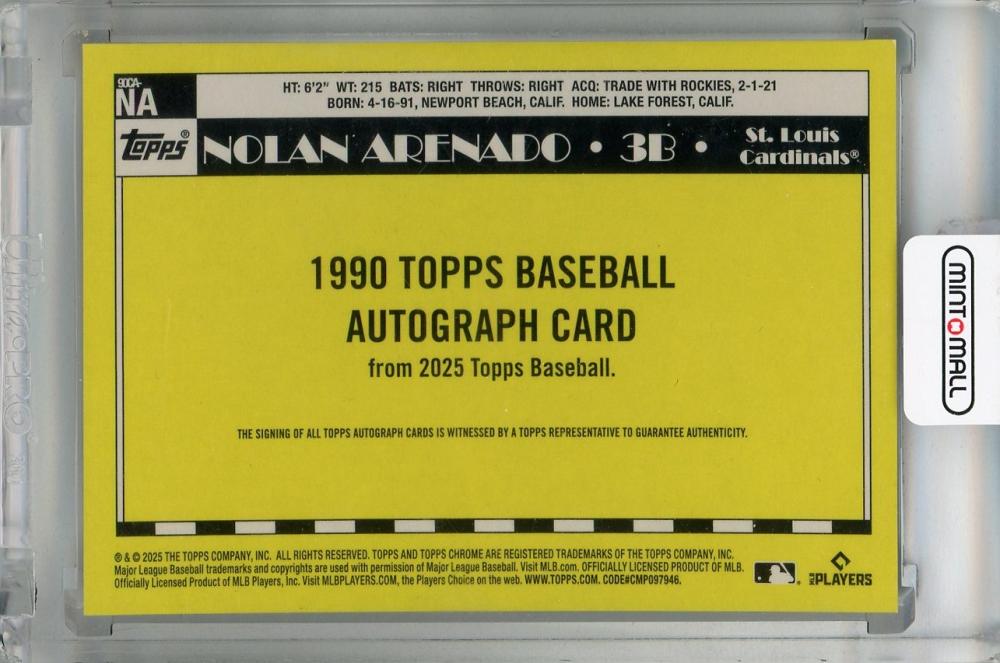 90CA-
NA
HT: 6'2" WT: 215 BATS: RIGHT THROWS: RIGHT ACQ: TRADE WITH ROCKIES, 2-1-21
BORN: 4-16-91, NEWPORT BEACH, CALIF. HOME: LAKE FOREST, CALIF.
Topps®
NOLAN ARENADO • 3B •
St. Louis
Cardinals®
1990 TOPPS BASEBALL
AUTOGRAPH CARD
from 2025 Topps Baseball.
THE SIGNING OF ALL TOPPS AUTOGRAPH CARDS IS WITNESSED BY A TOPPS REPRESENTATIVE TO GUARANTEE AUTHENTICITY.
® & © 2025 THE TOPPS COMPANY, INC. ALL RIGHTS RESERVED. TOPPS AND TOPPS CHROME ARE REGISTERED TRADEMARKS OF THE TOPPS COMPANY, INC.
Major League Baseball trademarks and copyrights are used with permission of Major League Baseball. Visit MLB.com. OFFICIALLY LICENSED PRODUCT OF MLB.
Officially Licensed Product of MLB Players, Inc. Visit MLBPLAYERS.COM, the Players Choice on the web. WWW.TOPPS.COM. CODE#CMP097946.
MLB PLAYERS
MINT MALL
Ultra•PRO